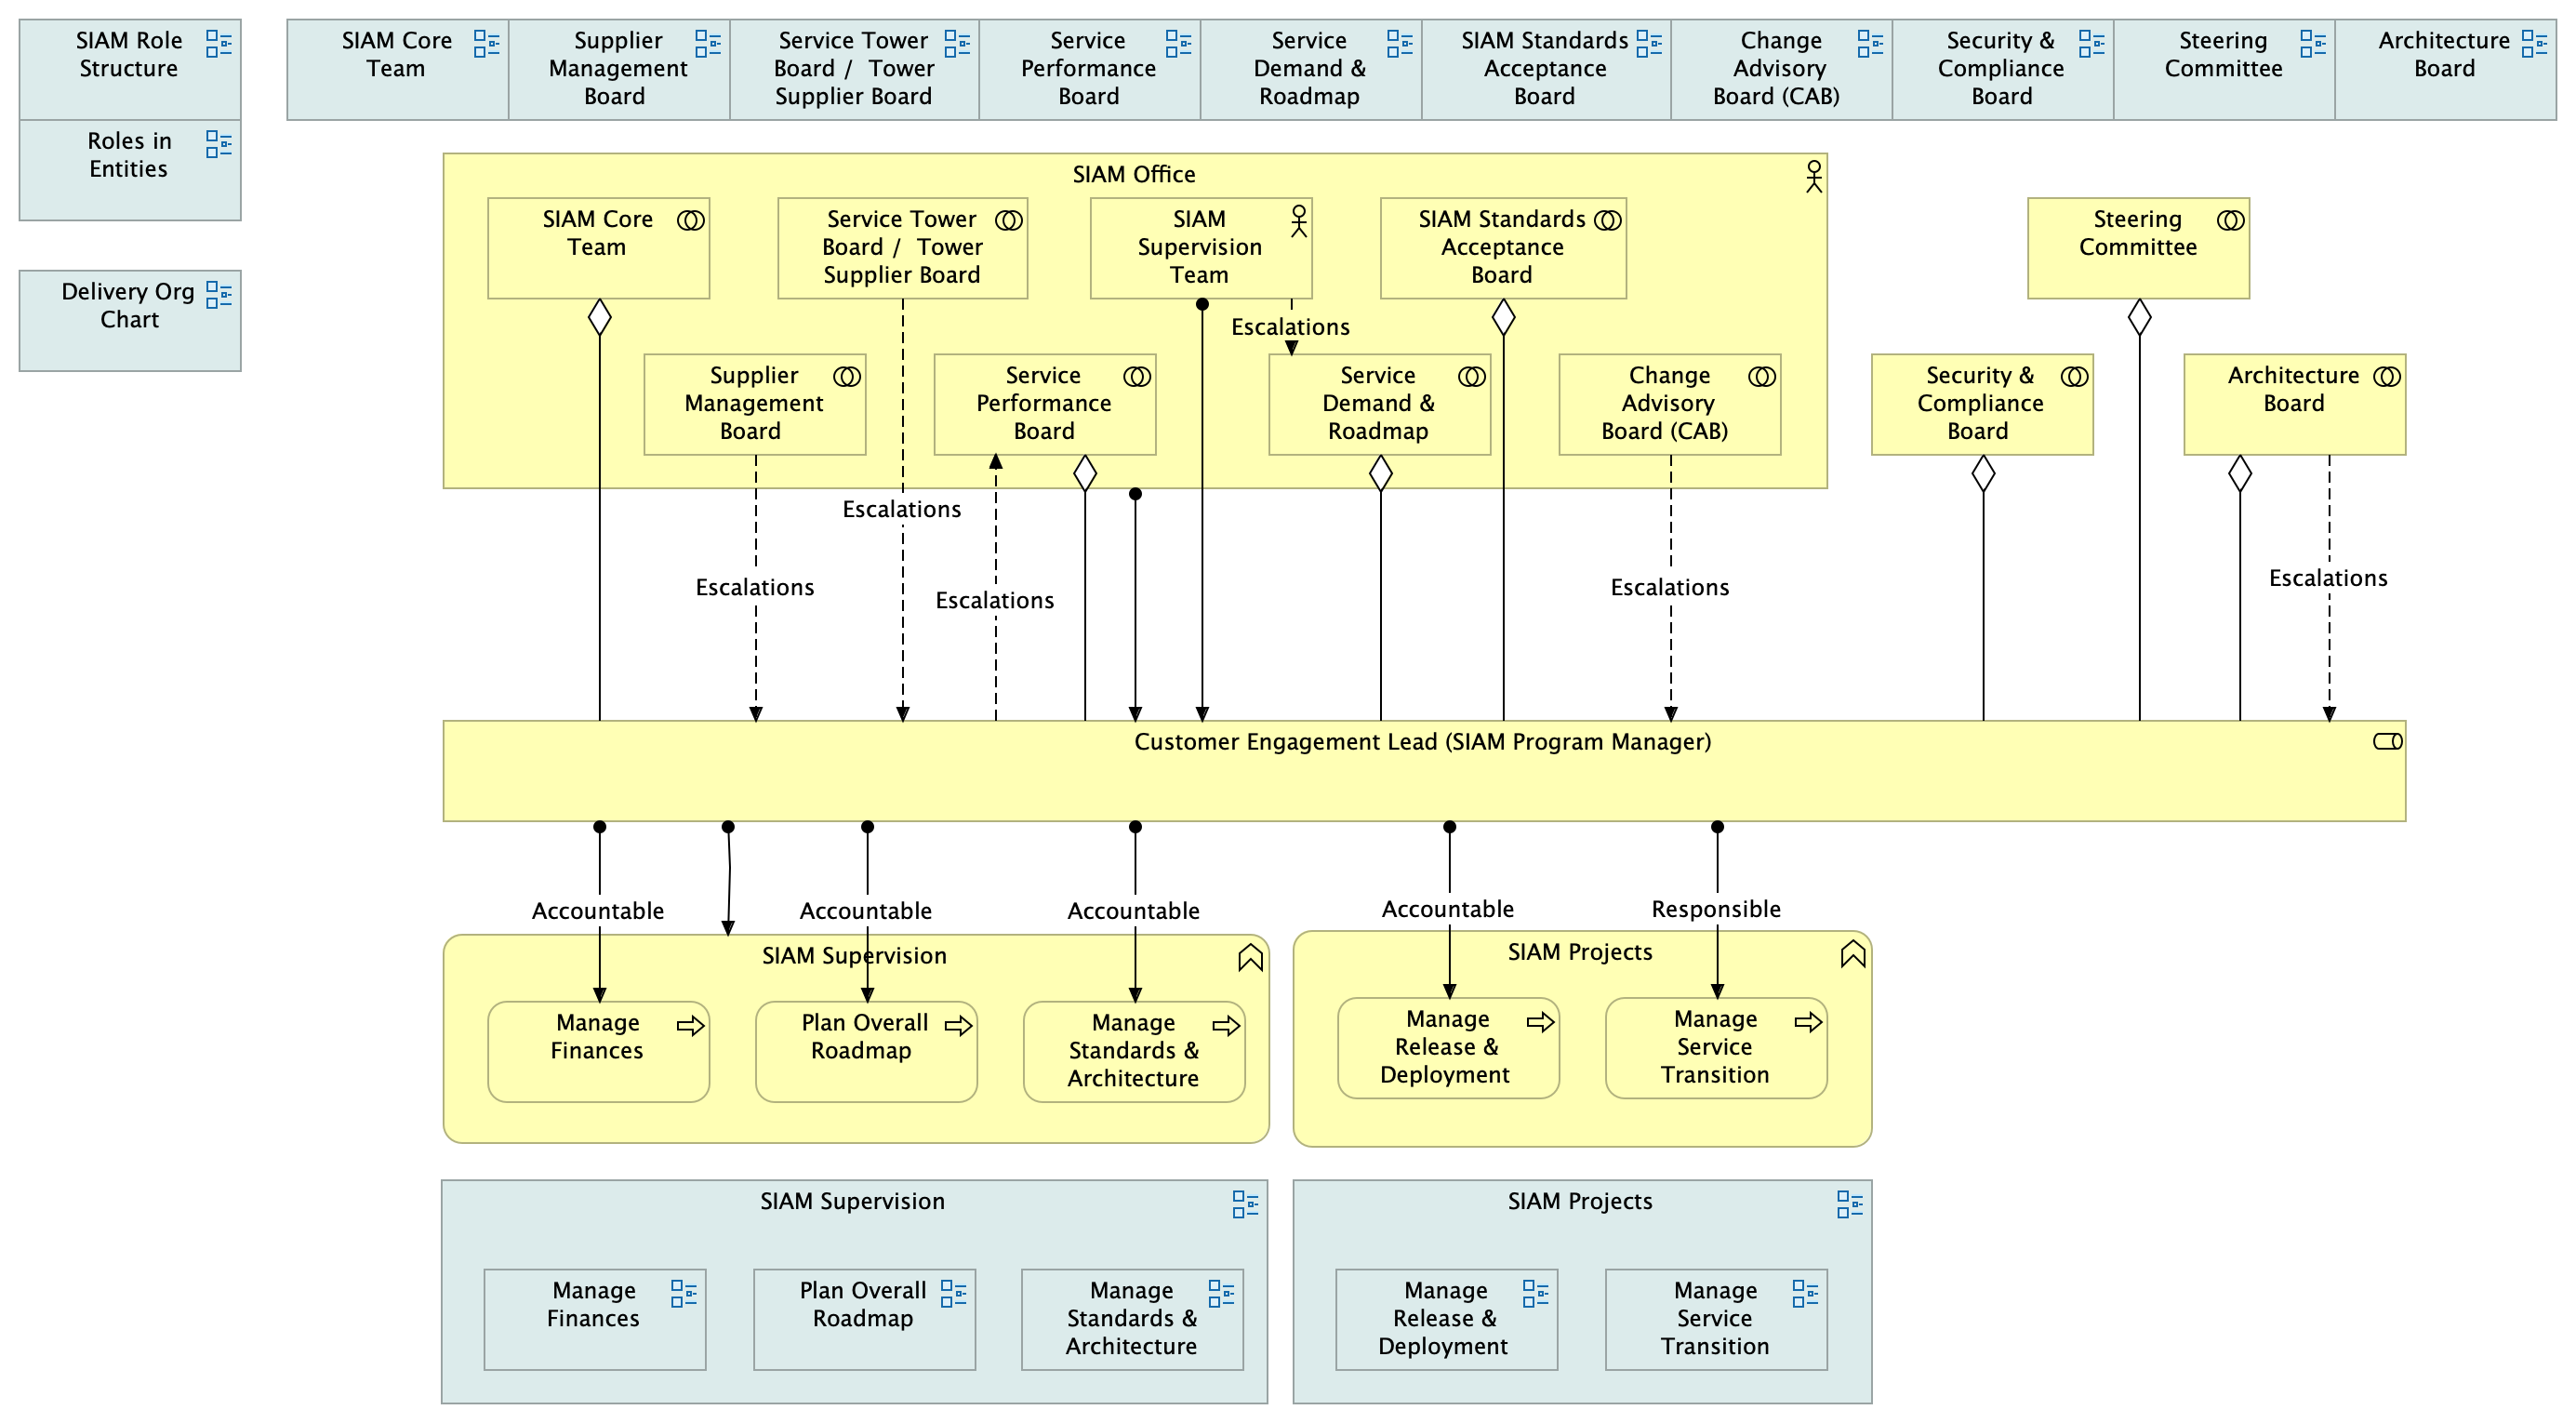 SIAM Role
Structure
Roles in
Entities
Delivery Org
Chart
SIAM Core
Team
Supplier
Management
Board
Service Tower
Board /  Tower
Supplier Board
Service
Performance
Board
Service
Demand &
Roadmap
SIAM Standards
Acceptance
Board
Change
Advisory
Board (CAB)
Security &
Compliance
Board
Steering
Committee
Architecture
Board
SIAM Office
SIAM Core
Team
Service Tower
Board /  Tower
Supplier Board
SIAM
Supervision
Team
SIAM Standards
Acceptance
Board
Steering
Committee
Escalations
Supplier
Management
Board
Service
Performance
Board
Service
Demand &
Roadmap
Change
Advisory
Board (CAB)
Security &
Compliance
Board
Architecture
Board
Escalations
Escalations
Escalations
Escalations
Escalations
Customer Engagement Lead (SIAM Program Manager)
Accountable
Accountable
Accountable
Accountable
Responsible
SIAM Supervision
Manage
Finances
Plan Overall
Roadmap
Manage
Standards &
Architecture
SIAM Projects
Manage
Release &
Deployment
Manage
Service
Transition
SIAM Supervision
Manage
Finances
Plan Overall
Roadmap
Manage
Standards &
Architecture
SIAM Projects
Manage
Release &
Deployment
Manage
Service
Transition